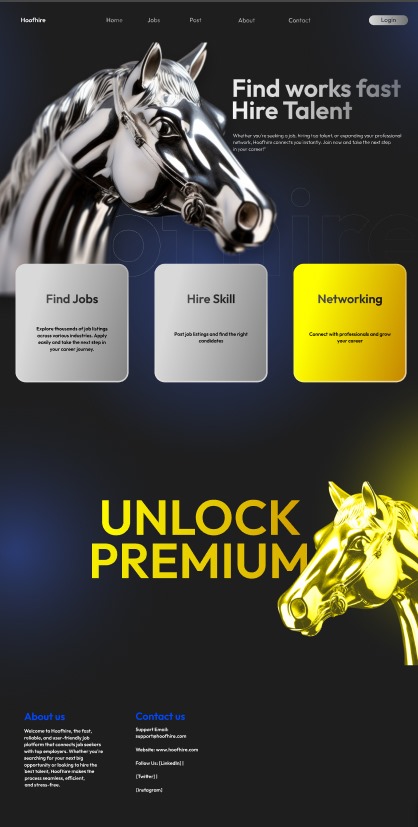 Hoofhire
Home Jobs Post About Contact Login
Find works fast
Hire Talent
Whether you're seeking a job, hiring top talent, or expanding your professional
network, Hoofhire connects you instantly. Join now and take the next step
in your career!"
Find Jobs
Explore thousands of job listings
across various industries. Apply
easily and take the next step in
your career journey.
Hire Skill
Post job listings and find the right
candidates
Networking
Connect with professionals and grow
your career
UNLOCK
PREMIUM
About us
Welcome to Hoofhire, the fast,
reliable, and user-friendly job
platform that connects job seekers
with top employers. Whether you're
searching for your next big
opportunity or looking to hire the
best talent, Hoofhire makes the
process seamless, efficient,
and stress-free.
Contact us
Support Email:
support@hoofhire.com
Website: www.hoofhire.com
Follow Us: [LinkedIn] |
[Twitter] |
[Instagram]